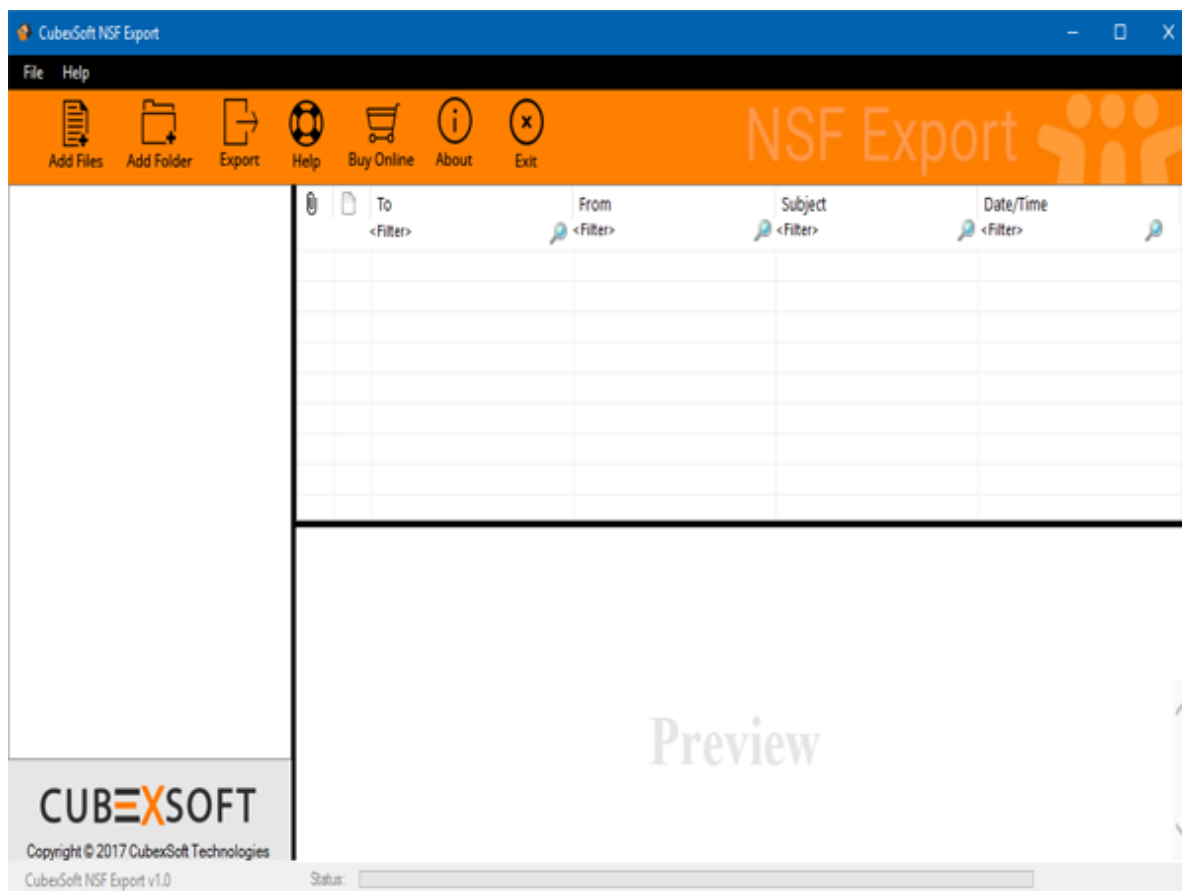 CubexSoft NSF Export
File Help
Add Files Add Folder Export Help Buy Online About Exit
NSF Export
To From Subject Date/Time
<Filter> <Filter> <Filter> <Filter>
Preview
CUBEXSOFT
Copyright © 2017 CubexSoft Technologies
CubexSoft NSF Export v1.0 Status: